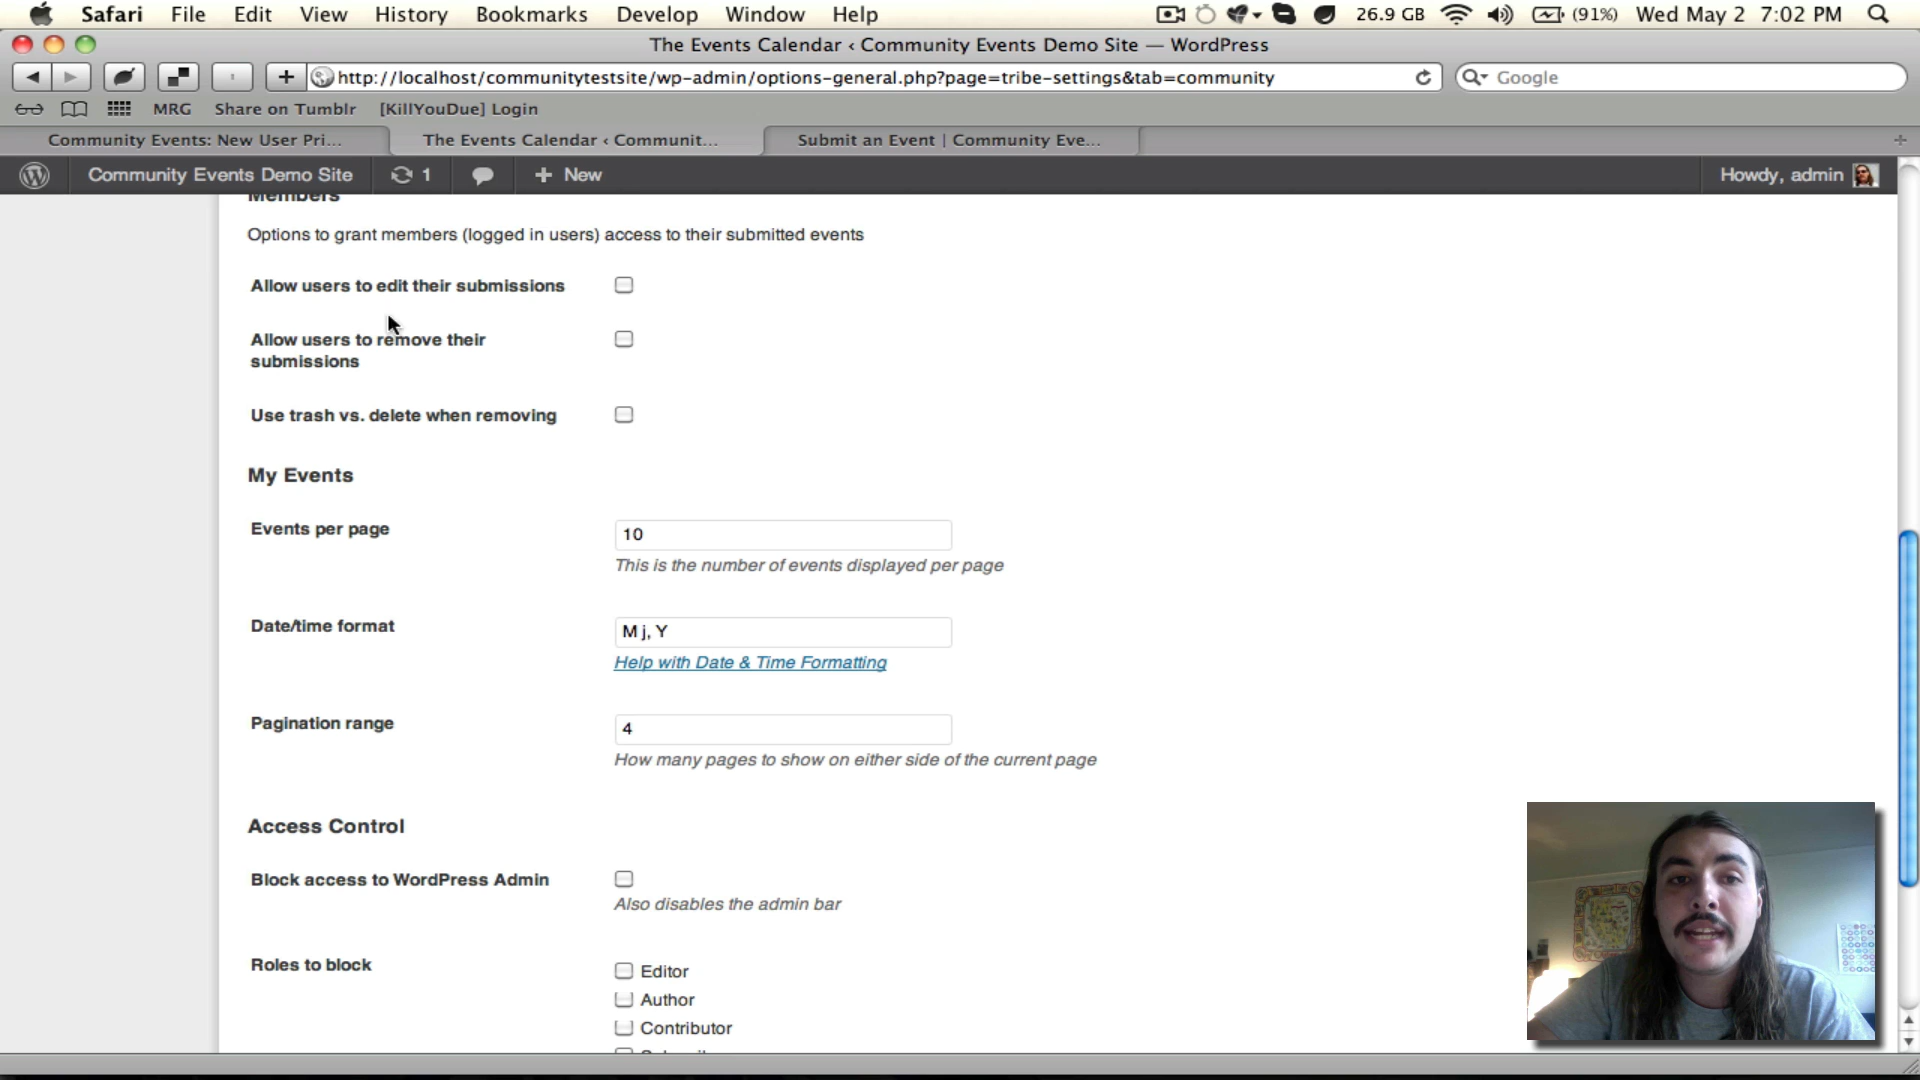 Safari File Edit View History Bookmarks Develop Window Help 26.9 GB (91%) Wed May 2 7:02 PM
The Events Calendar ‹ Community Events Demo Site — WordPress
http://localhost/communitytestsite/wp-admin/options-general.php?page=tribe-settings&tab=community Google
MRG Share on Tumblr [KillYouDue] Login
Community Events: New User Pri... The Events Calendar ‹ Communit... Submit an Event | Community Eve...
Community Events Demo Site 1 New Howdy, admin
Members
Options to grant members (logged in users) access to their submitted events
Allow users to edit their submissions
Allow users to remove their
submissions
Use trash vs. delete when removing
My Events
Events per page 10
This is the number of events displayed per page
Date/time format M j, Y
Help with Date & Time Formatting
Pagination range 4
How many pages to show on either side of the current page
Access Control
Block access to WordPress Admin
Also disables the admin bar
Roles to block Editor
Author
Contributor